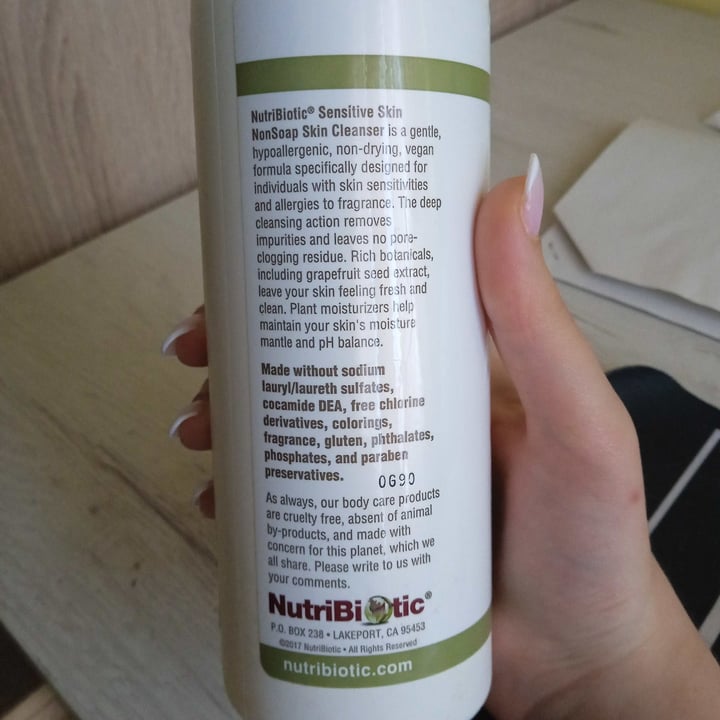 NutriBiotic® Sensitive Skin
NonSoap Skin Cleanser is a gentle,
hypoallergenic, non-drying, vegan
formula specifically designed for
individuals with skin sensitivities
and allergies to fragrance. The deep
cleansing action removes
impurities and leaves no pore-
clogging residue. Rich botanicals,
including grapefruit seed extract,
leave your skin feeling fresh and
clean. Plant moisturizers help
maintain your skin's moisture
mantle and pH balance.
Made without sodium
lauryl/laureth sulfates,
cocamide DEA, free chlorine
derivatives, colorings,
fragrance, gluten, phthalates,
phosphates, and paraben
preservatives.
0690
As always, our body care products
are cruelty free, absent of animal
by-products, and made with
concern for this planet, which we
all share. Please write to us with
your comments.
NutriBiotic®
P.O. BOX 238 • LAKEPORT, CA 95453
©2017 NutriBiotic • All Rights Reserved
nutribiotic.com